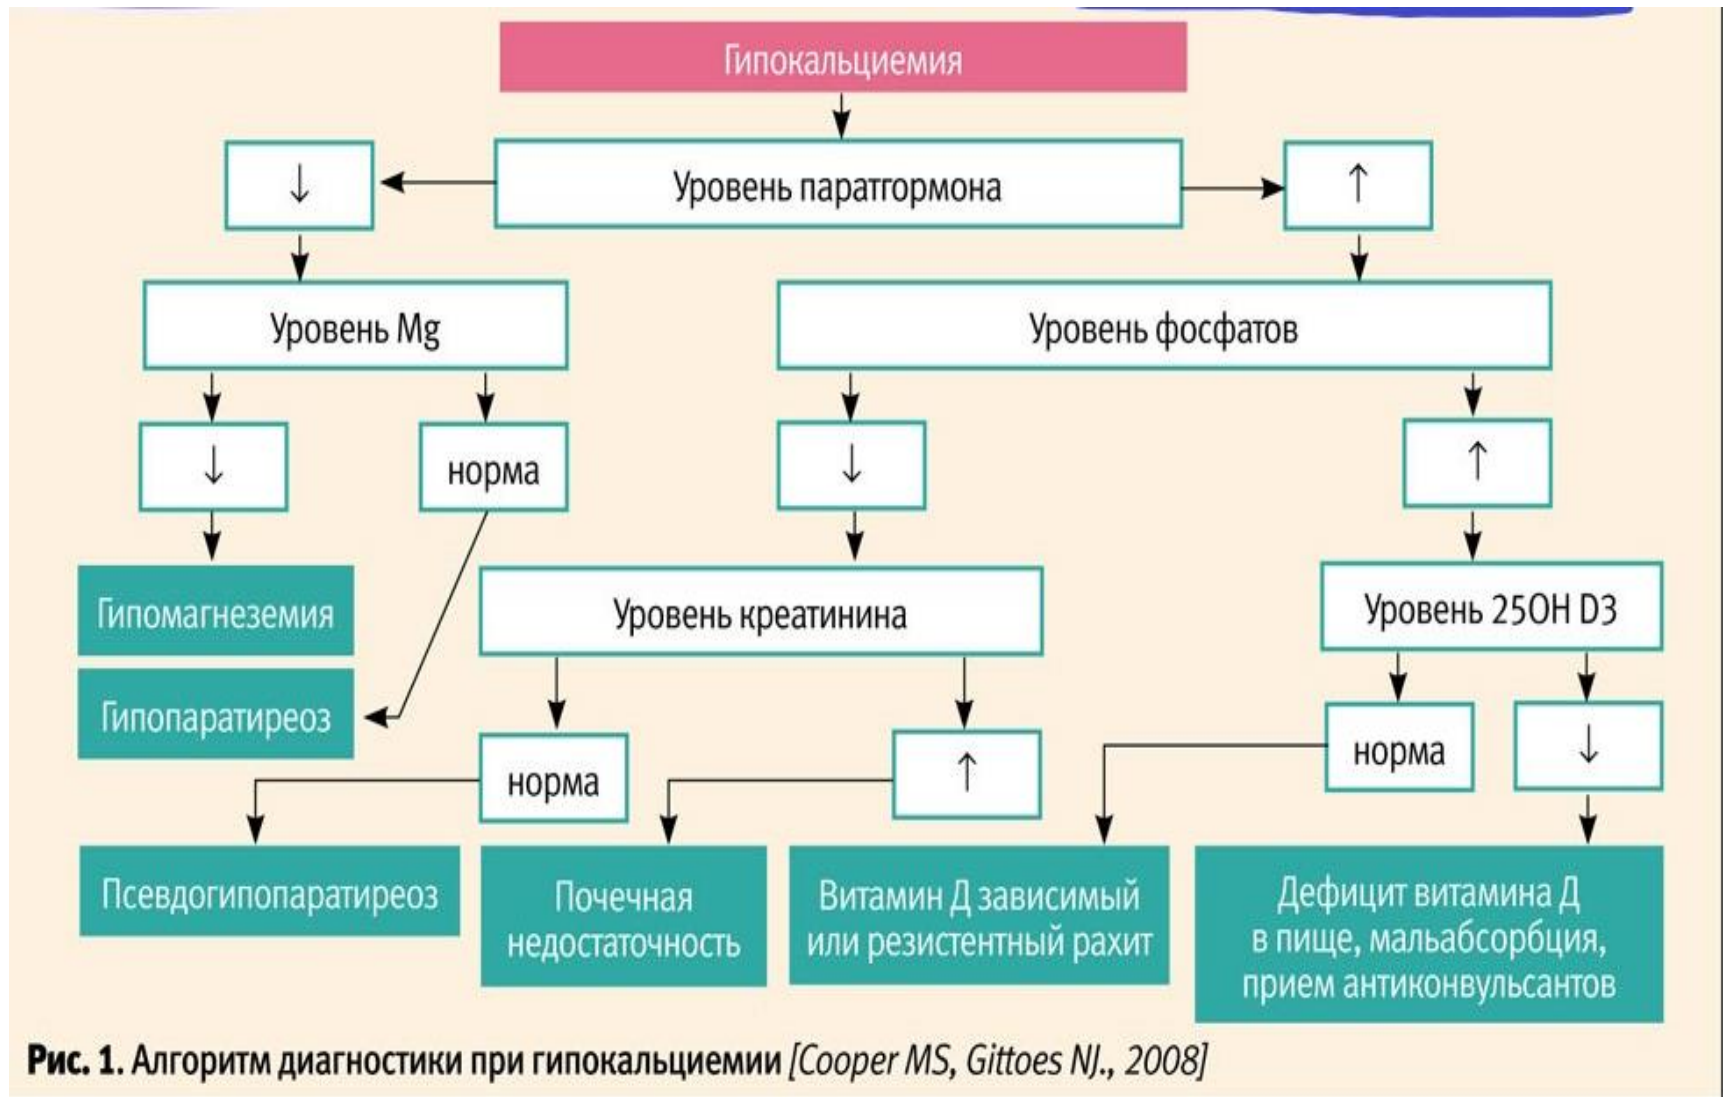 Гипокальциемия
↓
Уровень паратгормона
↑
Уровень Mg
Уровень фосфатов
↓
норма
↓
↑
Гипомагнеземия
Уровень креатинина
Уровень 25OH D3
Гипопаратиреоз
норма
↑
норма
↓
Псевдогипопаратиреоз
Почечная
недостаточность
Витамин Д зависимый
или резистентный рахит
Дефицит витамина Д
в пище, мальабсорбция,
прием антиконвульсантов
Рис. 1. Алгоритм диагностики при гипокальциемии [Cooper MS, Gittoes NJ., 2008]